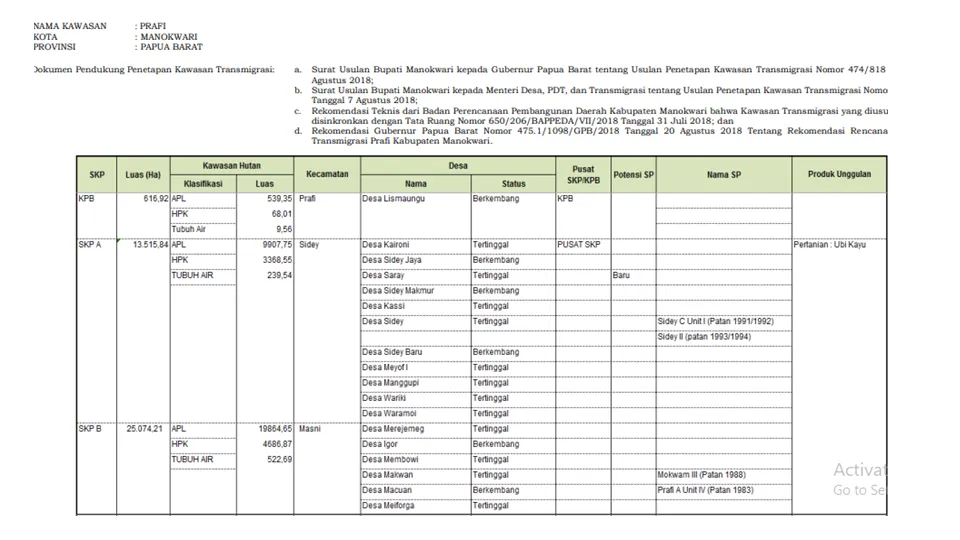 NAMA KAWASAN : PRAFI
KOTA : MANOKWARI
PROVINSI : PAPUA BARAT
Dokumen Pendukung Penetapan Kawasan Transmigrasi:
a. Surat Usulan Bupati Manokwari kepada Gubernur Papua Barat tentang Usulan Penetapan Kawasan Transmigrasi Nomor 474/818
Agustus 2018;
b. Surat Usulan Bupati Manokwari kepada Menteri Desa, PDT, dan Transmigrasi tentang Usulan Penetapan Kawasan Transmigrasi Nomo
Tanggal 7 Agustus 2018;
c. Rekomendasi Teknis dari Badan Perencanaan Pembangunan Daerah Kabupaten Manokwari bahwa Kawasan Transmigrasi yang diusu
disinkronkan dengan Tata Ruang Nomor 650/206/BAPPEDA/VII/2018 Tanggal 31 Juli 2018; dan
d. Rekomendasi Gubernur Papua Barat Nomor 475.1/1098/GPB/2018 Tanggal 20 Agustus 2018 Tentang Rekomendasi Rencana
Transmigrasi Prafi Kabupaten Manokwari.
SKP Luas (Ha) Kawasan Hutan Kecamatan Desa Pusat SKP/KPB Potensi SP Nama SP Produk Unggulan
Klasifikasi Luas Nama Status
KPB 616,92 APL 539,35 Prafi Desa Lismaungu Berkembang KPB
HPK 68,01
Tubuh Air 9,56
SKP A 13.515,84 APL 9907,75 Sidey Desa Kaironi Tertinggal PUSAT SKP Pertanian : Ubi Kayu
HPK 3368,55 Desa Sidey Jaya Berkembang
TUBUH AIR 239,54 Desa Saray Tertinggal Baru
Desa Sidey Makmur Berkembang
Desa Kassi Tertinggal
Desa Sidey Tertinggal Sidey C Unit I (Patan 1991/1992)
Sidey II (patan 1993/1994)
Desa Sidey Baru Berkembang
Desa Meyof I Tertinggal
Desa Manggupi Tertinggal
Desa Wariki Tertinggal
Desa Waramoi Tertinggal
SKP B 25.074,21 APL 19864,65 Masni Desa Merejemeg Tertinggal
HPK 4686,87 Desa Igor Berkembang
TUBUH AIR 522,69 Desa Membowi Tertinggal
Desa Makwan Tertinggal Mokwam III (Patan 1988)
Desa Macuan Berkembang Prafi A Unit IV (Patan 1983)
Desa Meiforga Tertinggal
Activat
Go to Se